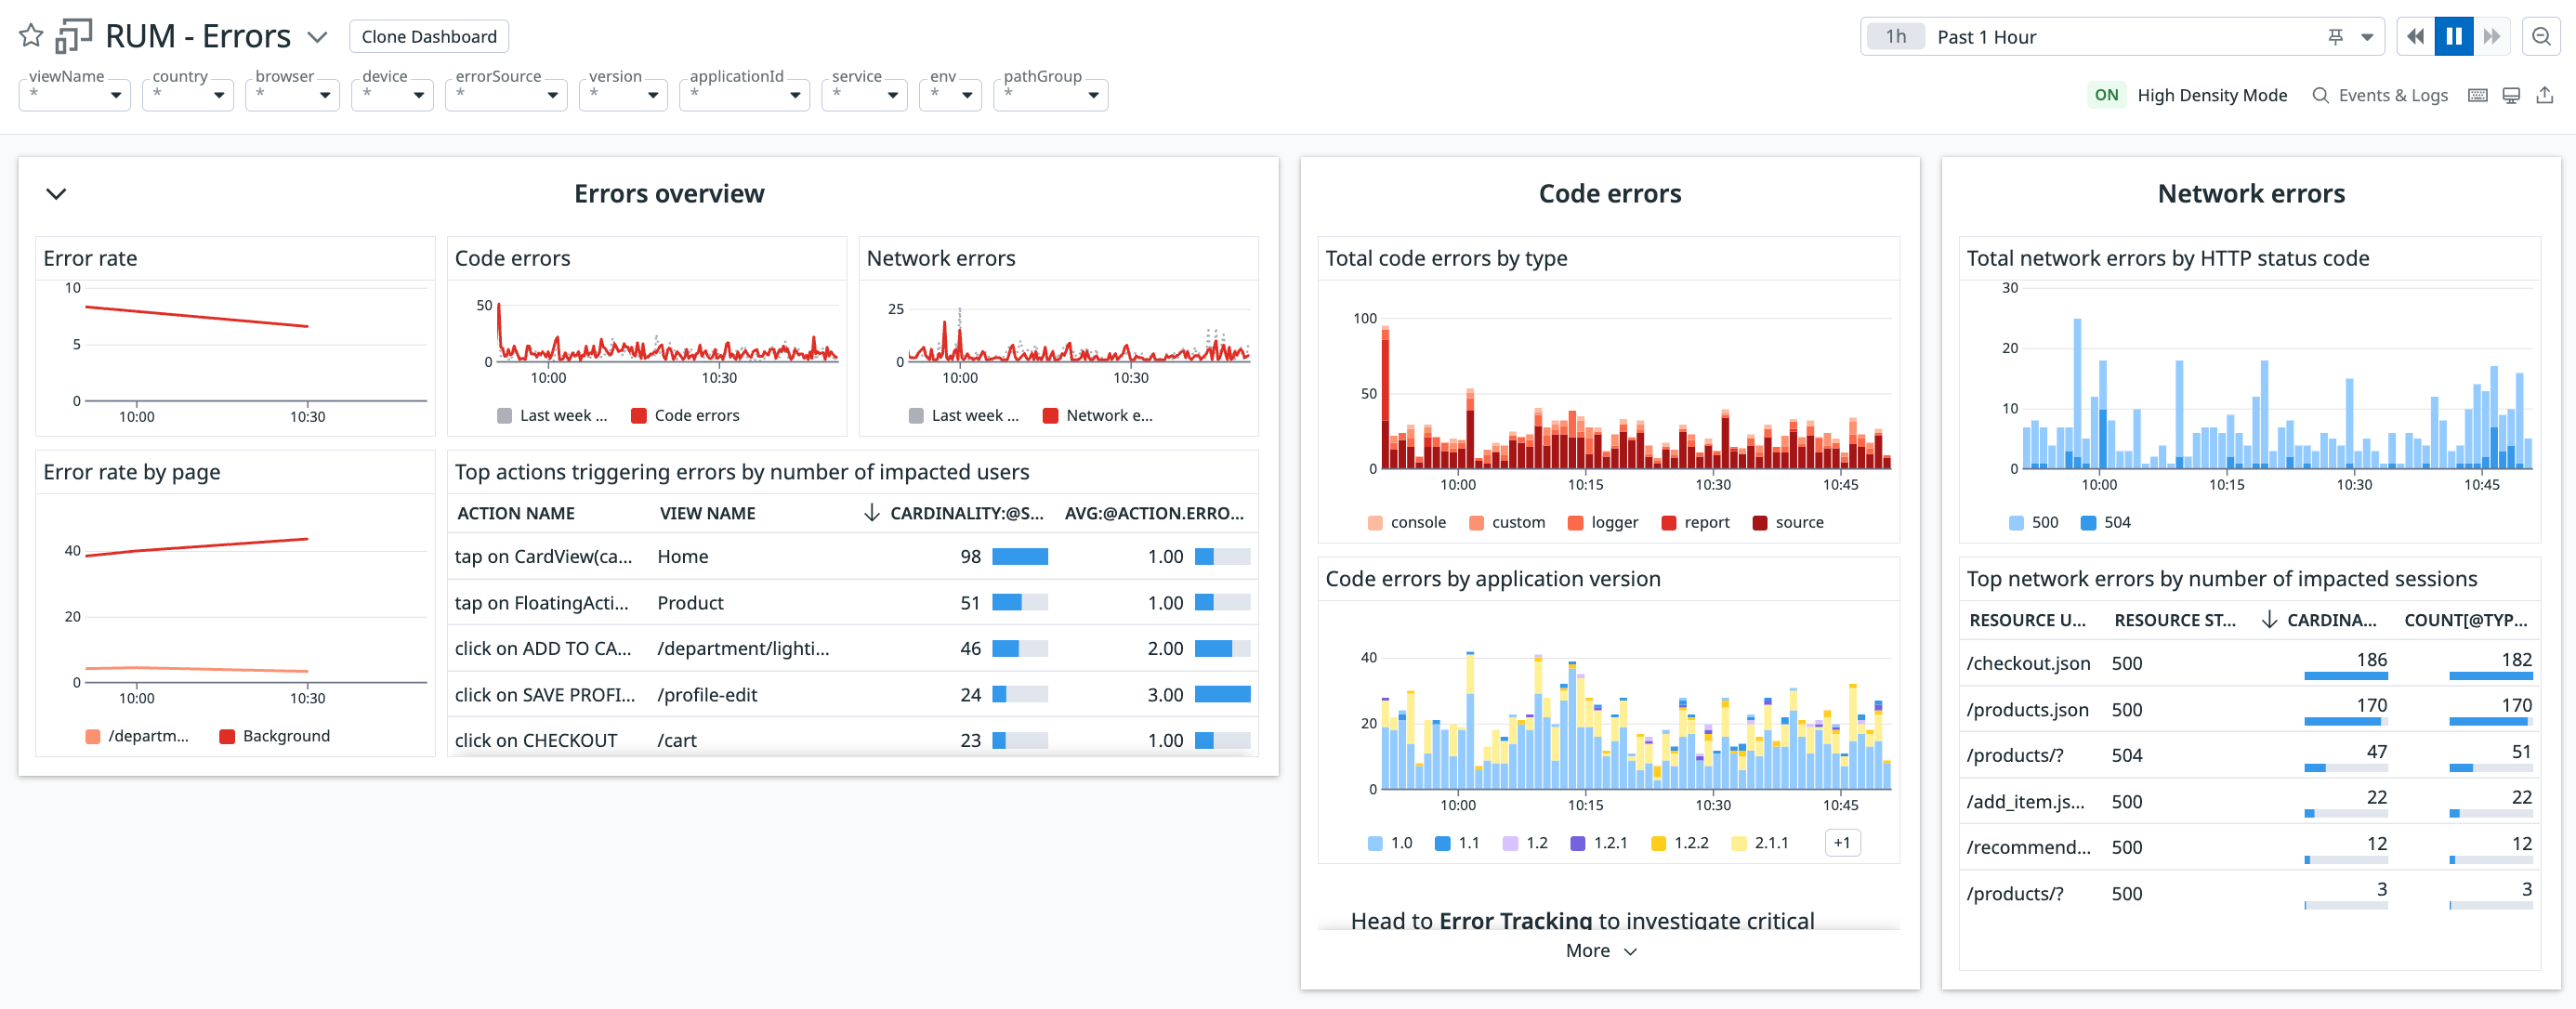 RUM - Errors
Clone Dashboard
1h Past 1 Hour
viewName country browser device errorSource version applicationId service env pathGroup
* * * * * * * * * *
ON High Density Mode Events & Logs
Errors overview
Error rate
10
5
0
10:00 10:30
Code errors
50
0
10:00 10:30
Last week ... Code errors
Network errors
25
0
10:00 10:30
Last week ... Network e...
Error rate by page
40
20
0
10:00 10:30
/departm... Background
Top actions triggering errors by number of impacted users
ACTION NAME VIEW NAME CARDINALITY:@S... AVG:@ACTION.ERRO...
tap on CardView(ca... Home 98 1.00
tap on FloatingActi... Product 51 1.00
click on ADD TO CA... /department/lighti... 46 2.00
click on SAVE PROFI... /profile-edit 24 3.00
click on CHECKOUT /cart 23 1.00
Code errors
Total code errors by type
100
50
0
10:00 10:15 10:30 10:45
console custom logger report source
Code errors by application version
40
20
0
10:00 10:15 10:30 10:45
1.0 1.1 1.2 1.2.1 1.2.2 2.1.1 +1
Head to Error Tracking to investigate critical
More
Network errors
Total network errors by HTTP status code
30
20
10
0
10:00 10:15 10:30 10:45
500 504
Top network errors by number of impacted sessions
RESOURCE U... RESOURCE ST... CARDINA... COUNT[@TYP...
/checkout.json 500 186 182
/products.json 500 170 170
/products/? 504 47 51
/add_item.js... 500 22 22
/recommend... 500 12 12
/products/? 500 3 3